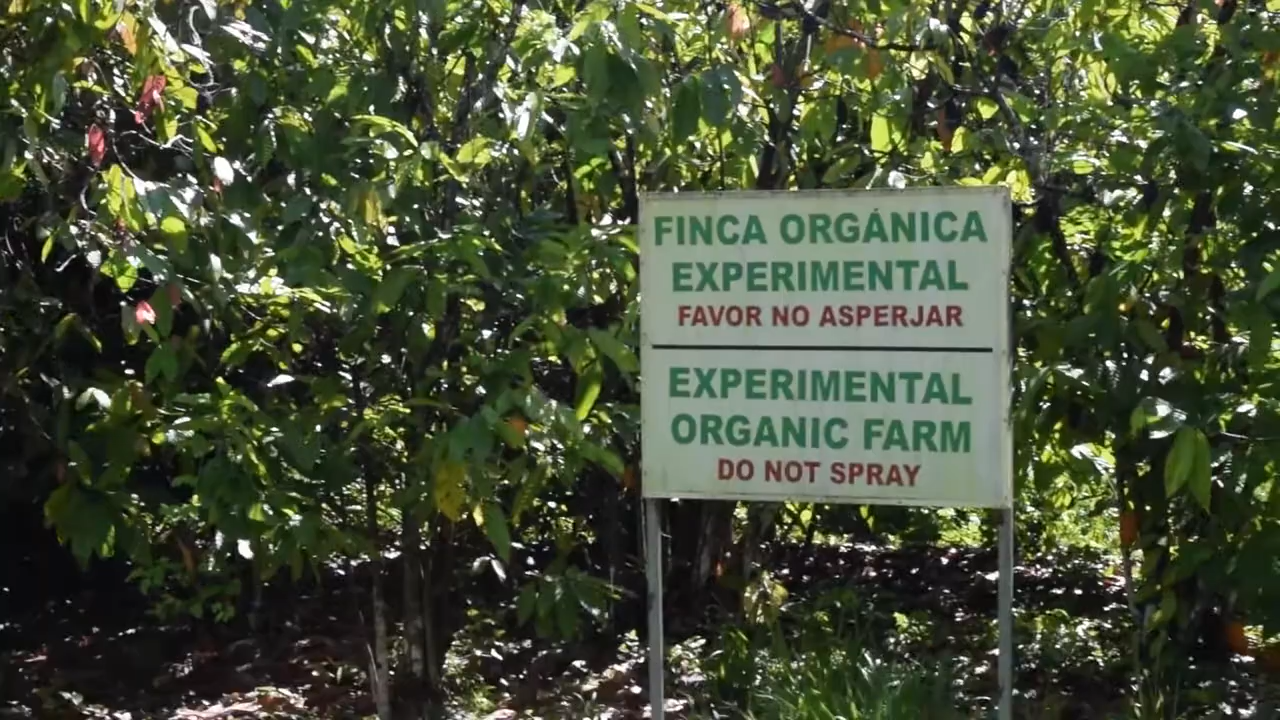 FINCA ORGÁNICA
EXPERIMENTAL
FAVOR NO ASPERJAR
EXPERIMENTAL
ORGANIC FARM
DO NOT SPRAY